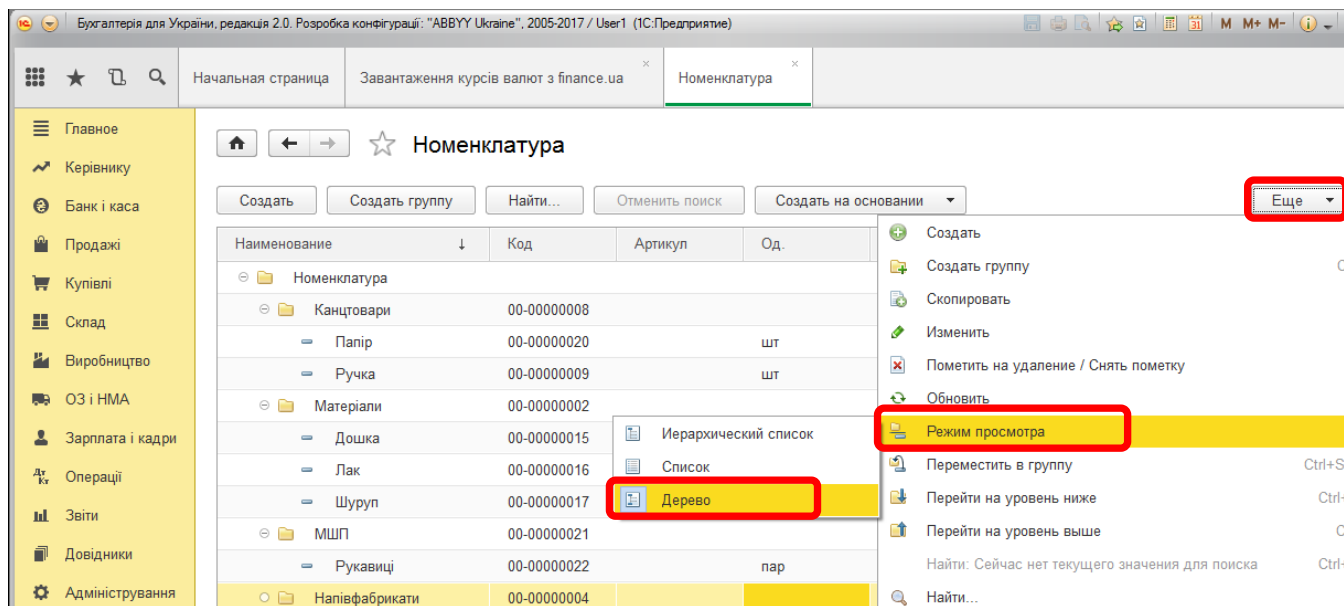 Бухгалтерія для України, редакція 2.0. Розробка конфігурації: "ABBYY Ukraine", 2005-2017 / User1 (1С:Предприятие)
M M+ M-
Начальная страница
Завантаження курсів валют з finance.ua
Номенклатура
Главное
Керівнику
Банк і каса
Продажі
Купівлі
Склад
Виробництво
ОЗ і НМА
Зарплата і кадри
Операції
Звіти
Довідники
Адміністрування
Номенклатура
Создать
Создать группу
Найти...
Отменить поиск
Создать на основании
Еще
Наименование ↓ Код Артикул Од.
Номенклатура
Канцтовари 00-00000008
Папір 00-00000020 шт
Ручка 00-00000009 шт
Матеріали 00-00000002
Дошка 00-00000015
Лак 00-00000016
Шуруп 00-00000017
МШП 00-00000021
Рукавиці 00-00000022 пар
Напівфабрикати 00-00000004
Иерархический список
Список
Дерево
Создать
Создать группу
Скопировать
Изменить
Пометить на удаление / Снять пометку
Обновить
Режим просмотра
Переместить в группу Ctrl+S
Перейти на уровень ниже Ctrl+
Перейти на уровень выше
Найти: Сейчас нет текущего значения для поиска Ctrl+
Найти...